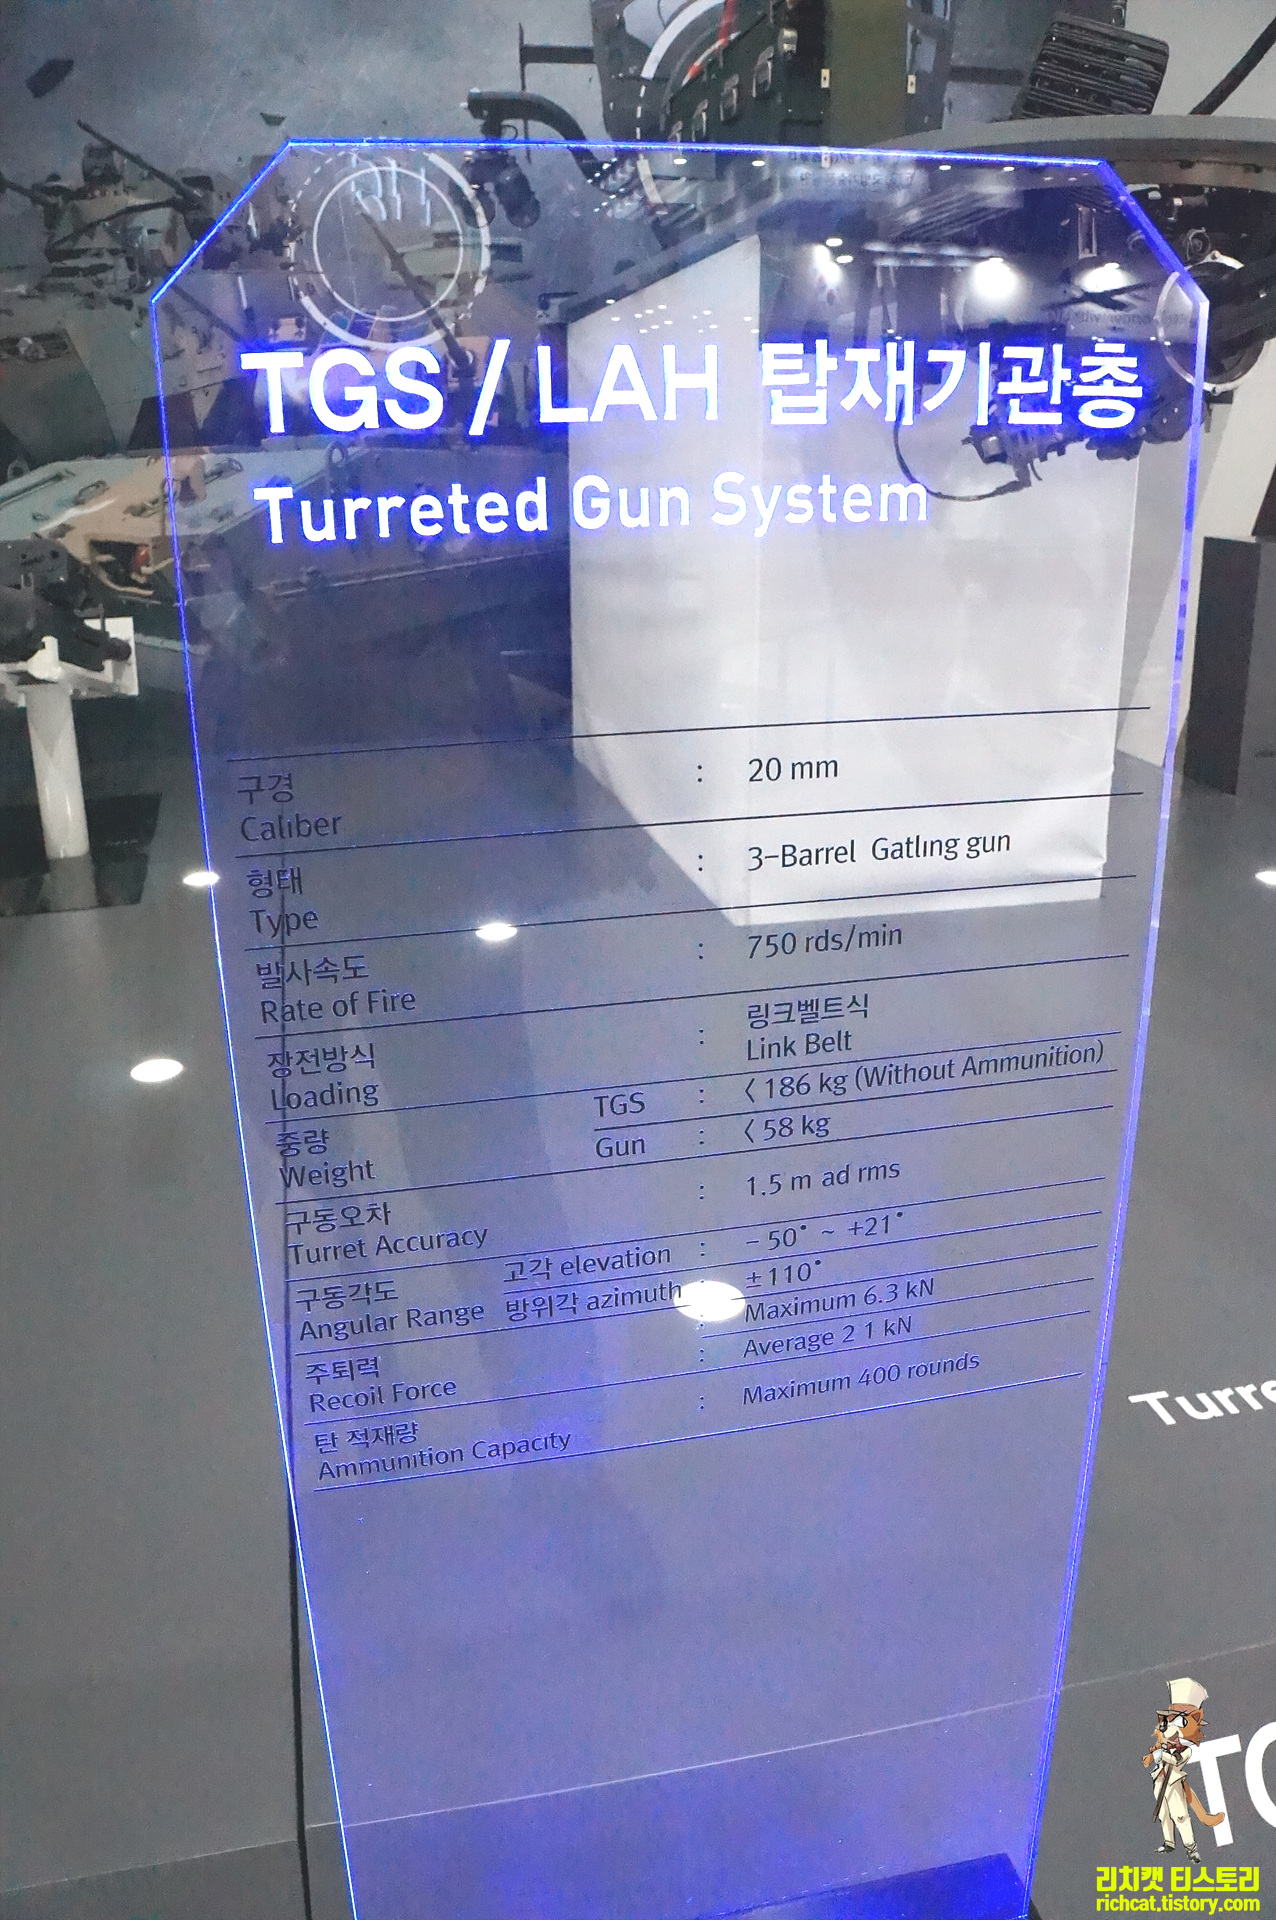 TGS / LAH 탑재기관총
Turreted Gun System
구경
Caliber : 20 mm
형태
Type : 3-Barrel Gatling gun
발사속도
Rate of Fire : 750 rds/min
장전방식 : 링크벨트식
Loading Link Belt
중량 TGS : < 186 kg (Without Ammunition)
Weight Gun : < 58 kg
구동오차
Turret Accuracy : 1.5 m ad rms
구동각도 고각 elevation : - 50° ~ +21°
Angular Range 방위각 azimuth : ±110°
주퇴력 : Maximum 6.3 kN
Recoil Force : Average 2 1 kN
탄 적재량
Ammunition Capacity : Maximum 400 rounds
Turre
TG
리치캣 티스토리
richcat.tistory.com